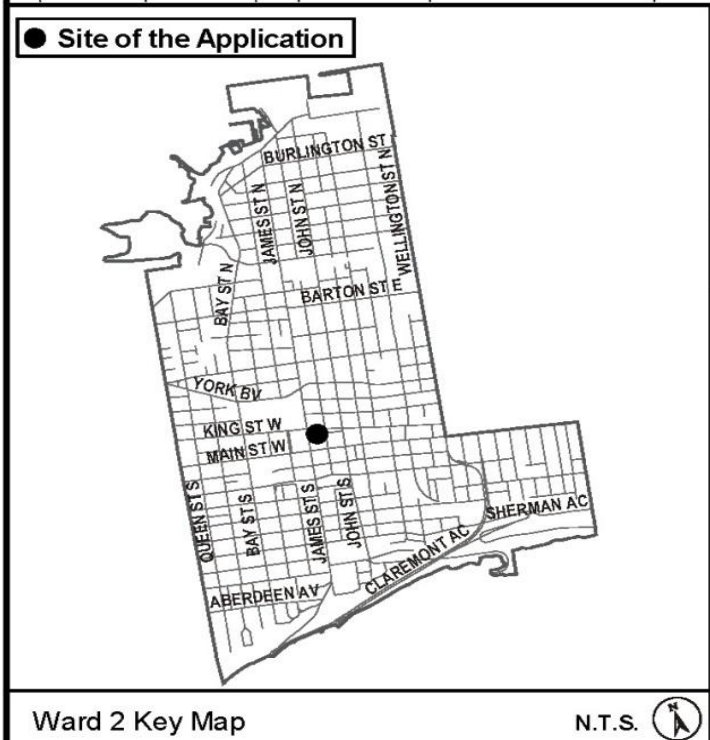 Site of the Application
BURLINGTON ST
JAMES ST N
JOHN ST N
WELLINGTON ST N
BAY ST N
BARTON ST E
YORK BV
KING ST W
MAIN ST W
QUEEN ST S
BAY ST S
JAMES ST S
JOHN ST S
SHERMAN AC
CLAREMONT AC
ABERDEEN AV
Ward 2 Key Map
N.T.S.
N